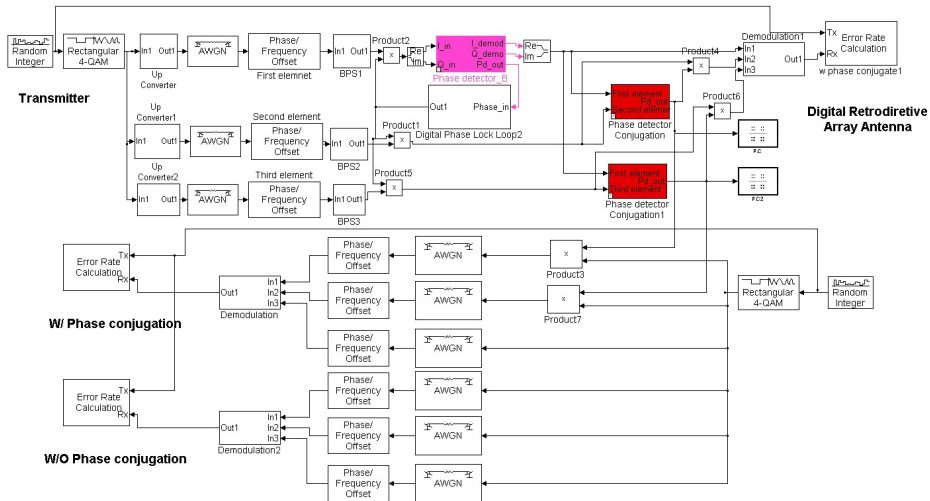 Random
Integer
Rectangular
4-QAM
In1 Out1
Up
Converter
AWGN
Phase/
Frequency
Offset
First elemnet
In1 Out1
BPS1
Product2
x
Re
Im
I_in
Q_in
I_demod
Q_demo
Pd_out
Phase detector_B
Re
Im
Out1
Phase_in
Digital Phase Lock Loop2
Product4
x
Demodulation1
In1
In2
In3
Out1
Tx
Rx
Error Rate
Calculation
w phase conjugate1
Transmitter
Up
Converter1
In1 Out1
AWGN
Second element
Phase/
Frequency
Offset
In1 Out1
BPS2
Product1
x
First element
Pd_out
Second elemer
Phase detector
Conjugation
Product6
x
Digital Retrodiretive
Array Antenna
P.C
Up
Converter2
In1 Out1
AWGN
Third element
Phase/
Frequency
Offset
In1 Out1
BPS3
Product5
x
First element
Pd_out
Third element
Phase detector
Conjugation1
P.C2
Error Rate
Calculation
Tx
Rx
W/ Phase conjugation
Out1
In1
In2
In3
Demodulation
Phase/
Frequency
Offset
AWGN
x
Product3
Phase/
Frequency
Offset
AWGN
x
Product7
Rectangular
4-QAM
Random
Integer
Phase/
Frequency
Offset
AWGN
Error Rate
Calculation
Tx
Rx
W/O Phase conjugation
Out1
In1
In2
In3
Demodulation2
Phase/
Frequency
Offset
AWGN
Phase/
Frequency
Offset
AWGN
Phase/
Frequency
Offset
AWGN